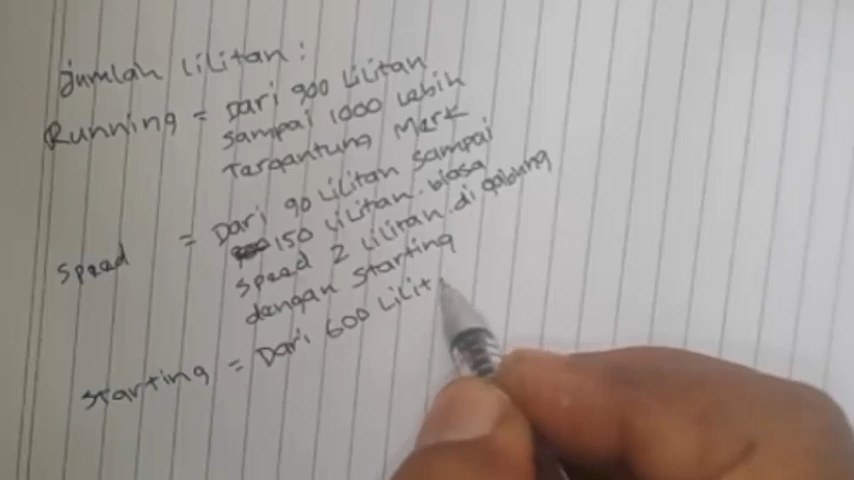 Jumlah Lilitan :
Running = Dari 900 Lilitan
sampai 1000 Lebih
Tergantung Merk
speed = Dari 90 Lilitan sampai
150 Lilitan. biasa
speed 2 Lilitan di gabung
dengan starting
starting = Dari 600 Lilit